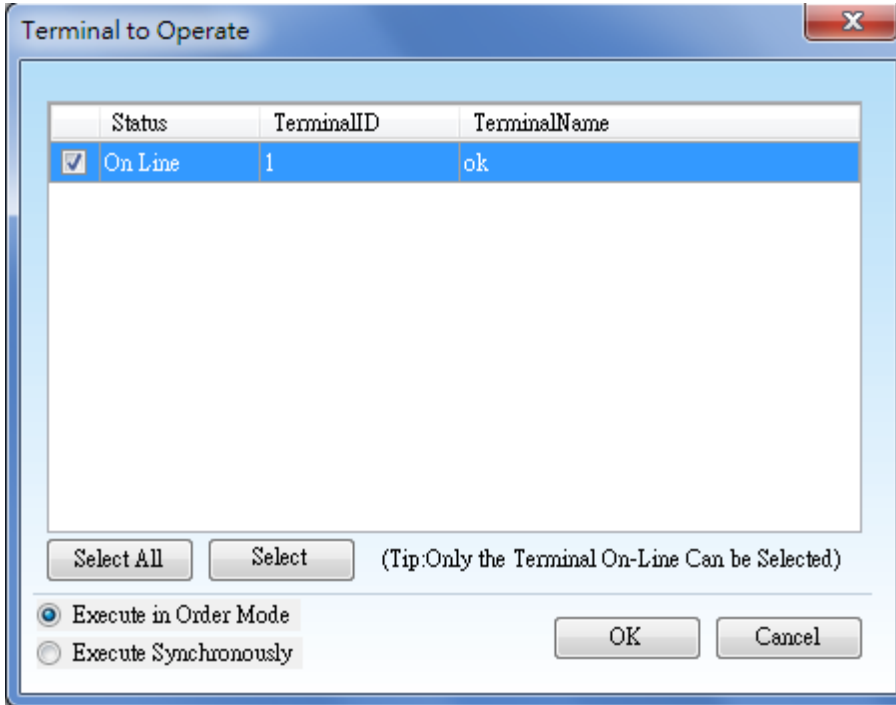 Terminal to Operate
Status TerminalID TerminalName
On Line 1 ok
Select All Select (Tip:Only the Terminal On-Line Can be Selected)
Execute in Order Mode
Execute Synchronously
OK Cancel